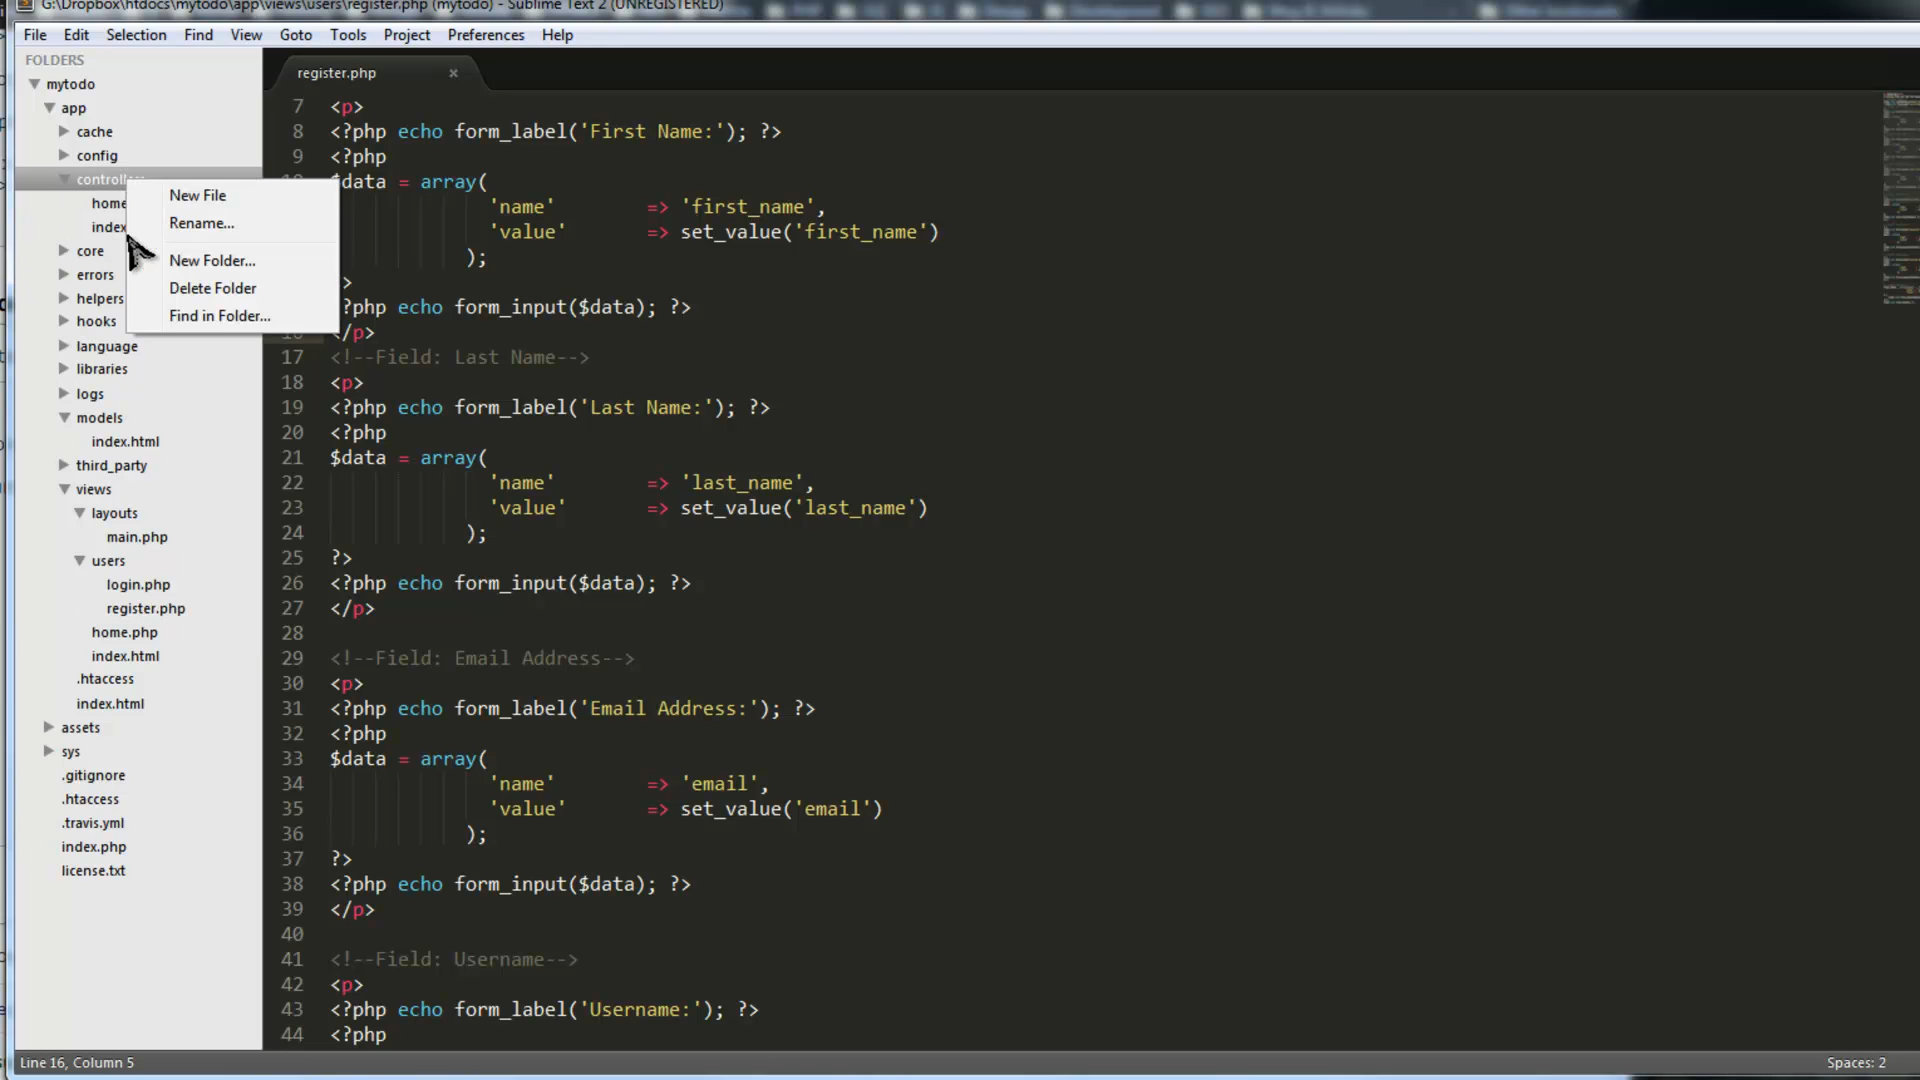 G:\Dropbox\htdocs\mytodo\app\views\users\register.php (mytodo) - Sublime Text 2 (UNREGISTERED)
File Edit Selection Find View Goto Tools Project Preferences Help
FOLDERS
mytodo
app
cache
config
controll
home
index
core
errors
helpers
hooks
language
libraries
logs
models
index.html
third_party
views
layouts
main.php
users
login.php
register.php
home.php
index.html
.htaccess
index.html
assets
sys
.gitignore
.htaccess
.travis.yml
index.php
license.txt
New File
Rename...
New Folder...
Delete Folder
Find in Folder...
register.php
7 <p>
8 <?php echo form_label('First Name:'); ?>
9 <?php
$data = array(
'name' => 'first_name',
'value' => set_value('first_name')
);
>
?php echo form_input($data); ?>
16 </p>
17 <!--Field: Last Name-->
18 <p>
19 <?php echo form_label('Last Name:'); ?>
20 <?php
21 $data = array(
22 'name' => 'last_name',
23 'value' => set_value('last_name')
24 );
25 ?>
26 <?php echo form_input($data); ?>
27 </p>
28
29 <!--Field: Email Address-->
30 <p>
31 <?php echo form_label('Email Address:'); ?>
32 <?php
33 $data = array(
34 'name' => 'email',
35 'value' => set_value('email')
36 );
37 ?>
38 <?php echo form_input($data); ?>
39 </p>
40
41 <!--Field: Username-->
42 <p>
43 <?php echo form_label('Username:'); ?>
44 <?php
Line 16, Column 5
Spaces: 2